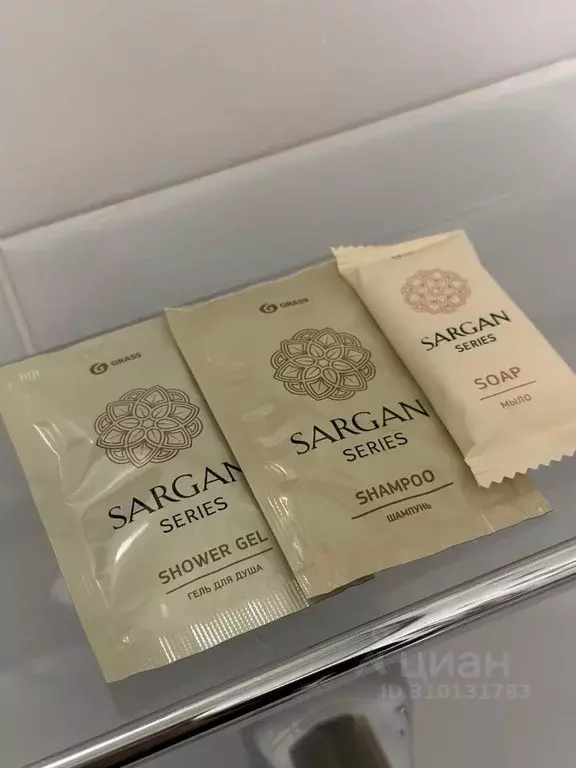 GRASS
SARGAN
SERIES
SHOWER GEL
ГЕЛЬ ДЛЯ ДУША
GRASS
SARGAN
SERIES
SHAMPOO
ШАМПУНЬ
SARGAN
SERIES
SOAP
МЫЛО
циан
ID 310131783